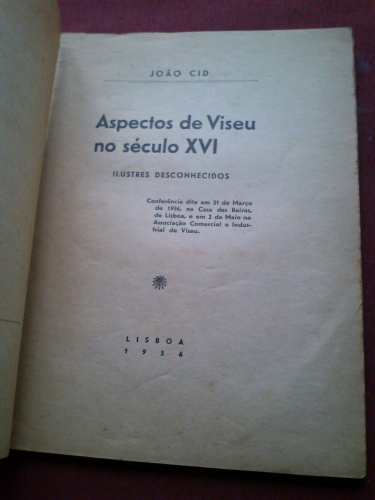 JOÃO CID
Aspectos de Viseu
no século XVI
ILUSTRES DESCONHECIDOS
Conferência dita em 21 de Março
de 1936, na Casa das Beiras,
de Lisboa, e em 2 de Maio na
Associação Comercial e Indus-
trial de Viseu.
LISBOA
1936